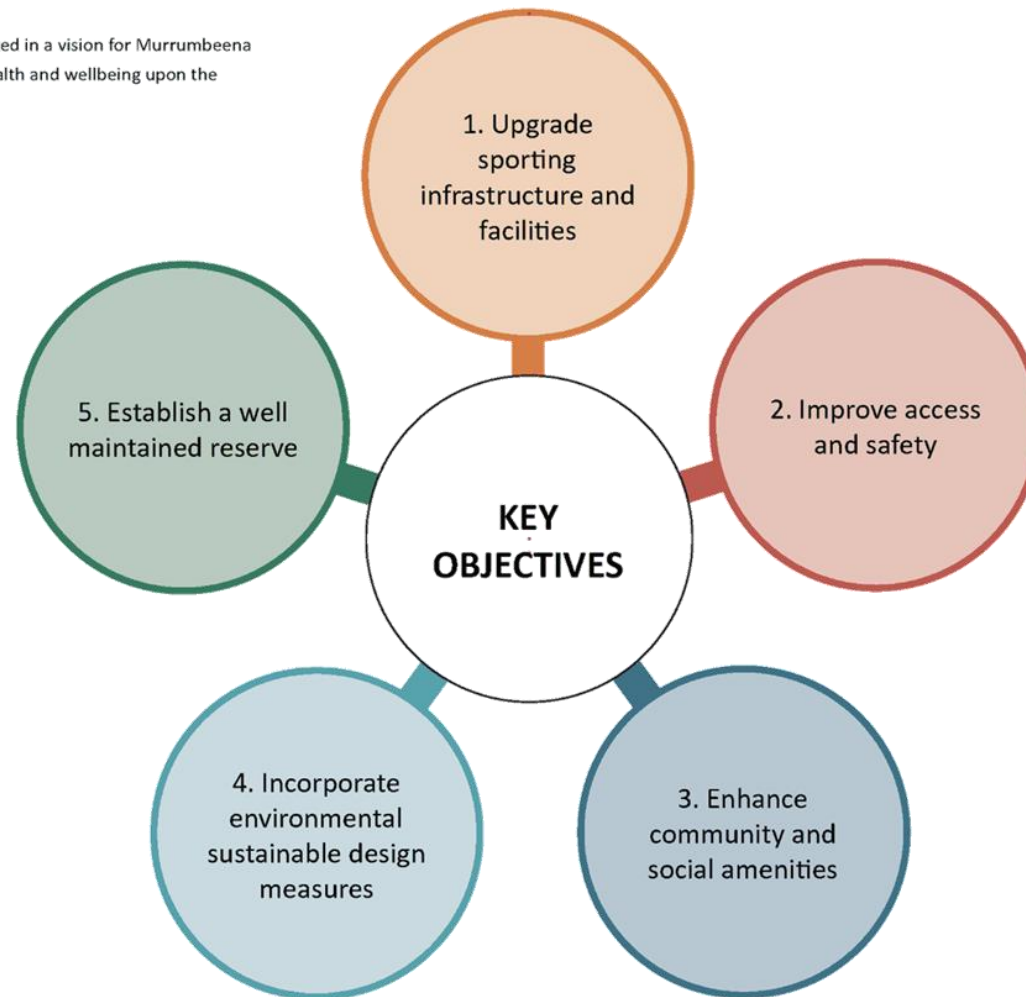 ed in a vision for Murrumbeena
alth and wellbeing upon the
1. Upgrade
sporting
infrastructure and
facilities
2. Improve access
and safety
3. Enhance
community and
social amenities
4. Incorporate
environmental
sustainable design
measures
5. Establish a well
maintained reserve
KEY
OBJECTIVES